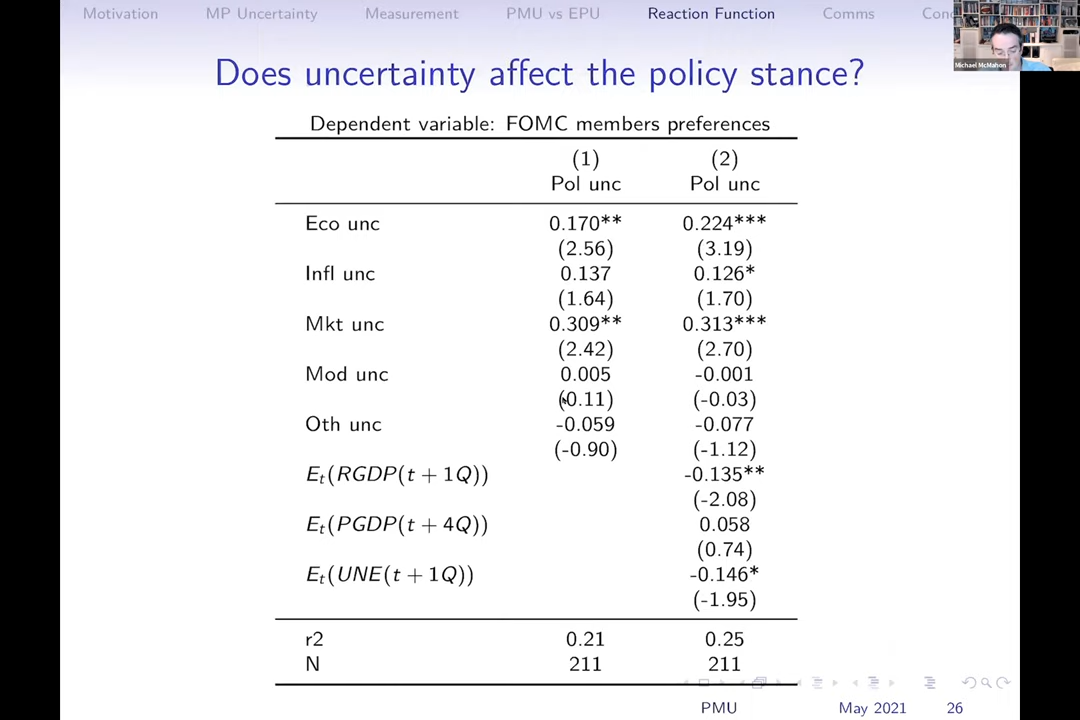 Motivation MP Uncertainty Measurement PMU vs EPU Reaction Function Comms
Michael McMahon
Does uncertainty affect the policy stance?
Dependent variable: FOMC members preferences
(1) (2)
Pol unc Pol unc
Eco unc 0.170** 0.224***
(2.56) (3.19)
Infl unc 0.137 0.126*
(1.64) (1.70)
Mkt unc 0.309** 0.313***
(2.42) (2.70)
Mod unc 0.005 -0.001
(0.11) (-0.03)
Oth unc -0.059 -0.077
(-0.90) (-1.12)
Et(RGDP(t + 1Q)) -0.135**
(-2.08)
Et(PGDP(t + 4Q)) 0.058
(0.74)
Et(UNE(t + 1Q)) -0.146*
(-1.95)
r2 0.21 0.25
N 211 211
PMU May 2021 26